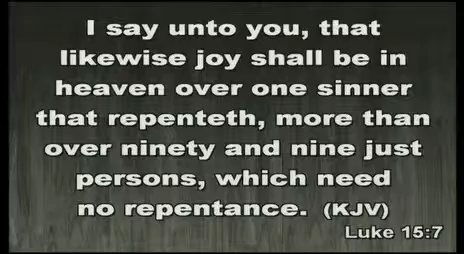 I say unto you, that
likewise joy shall be in
heaven over one sinner
that repenteth, more than
over ninety and nine just
persons, which need
no repentance. (KJV)
Luke 15:7